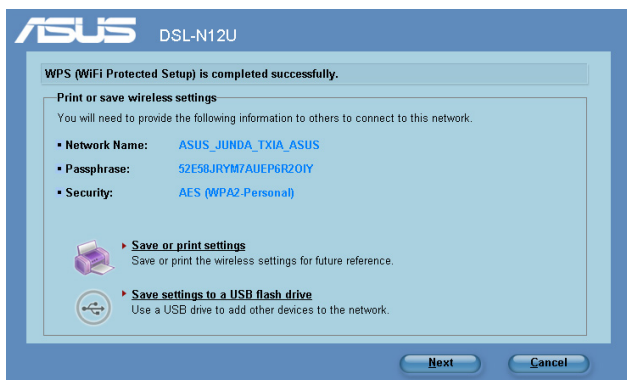 ASUS DSL-N12U
WPS (WiFi Protected Setup) is completed successfully.
Print or save wireless settings
You will need to provide the following information to others to connect to this network.
▪ Network Name: ASUS_JUNDA_TXIA_ASUS
▪ Passphrase: 52E58JRYM7AUEP6R2OIY
▪ Security: AES (WPA2-Personal)
Save or print settings
Save or print the wireless settings for future reference.
Save settings to a USB flash drive
Use a USB drive to add other devices to the network.
Next Cancel